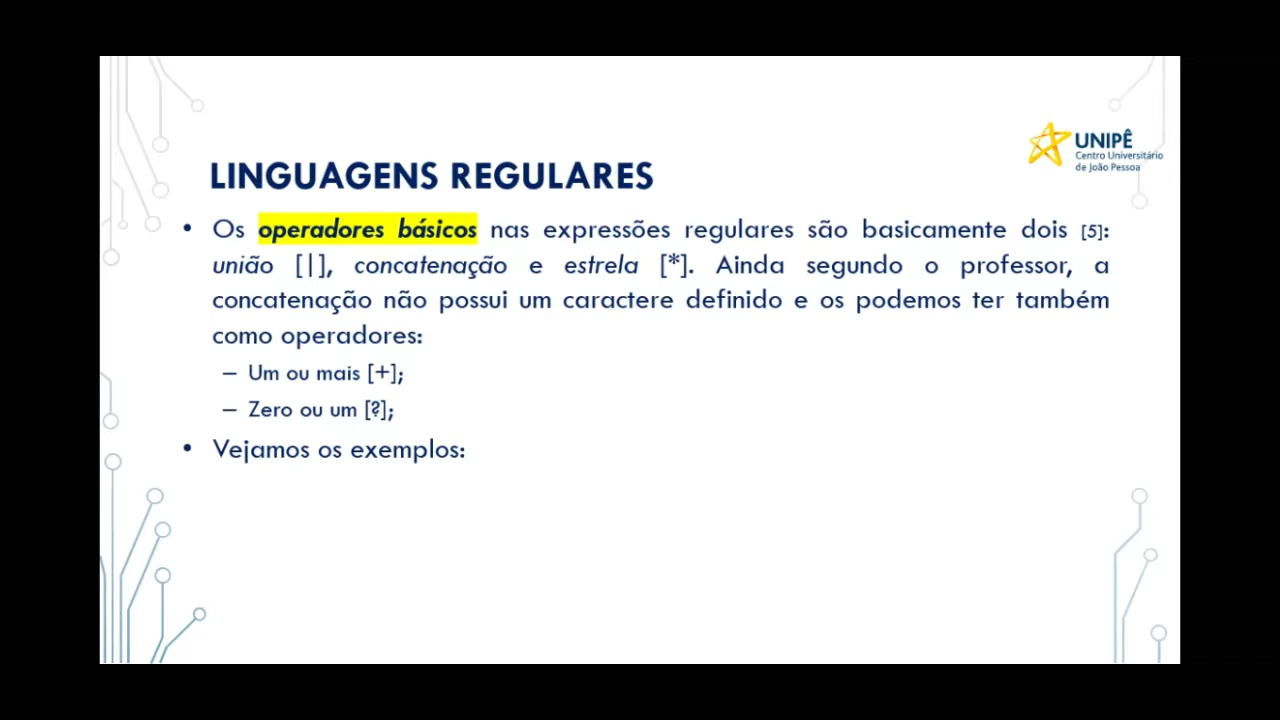 UNIPÊ
Centro Universitário
de João Pessoa
LINGUAGENS REGULARES
• Os operadores básicos nas expressões regulares são basicamente dois [5]:
união [|], concatenação e estrela [*]. Ainda segundo o professor, a
concatenação não possui um caractere definido e os podemos ter também
como operadores:
– Um ou mais [+];
– Zero ou um [?];
• Vejamos os exemplos: